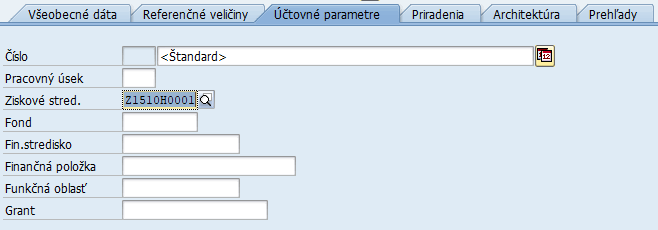 Všeobecné dáta Referenčné veličiny Účtovné parametre Priradenia Architektúra Prehľady
Číslo <Štandard>
Pracovný úsek
Ziskové stred. Z1510H0001
Fond
Fin.stredisko
Finančná položka
Funkčná oblasť
Grant